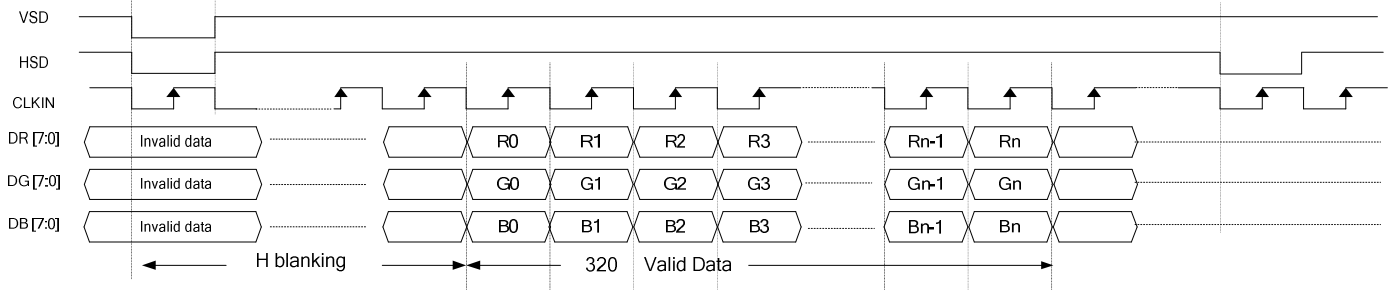 VSD
HSD
CLKIN
DR [7:0] Invalid data R0 R1 R2 R3 Rn-1 Rn
DG [7:0] Invalid data G0 G1 G2 G3 Gn-1 Gn
DB [7:0] Invalid data B0 B1 B2 B3 Bn-1 Bn
H blanking 320 Valid Data